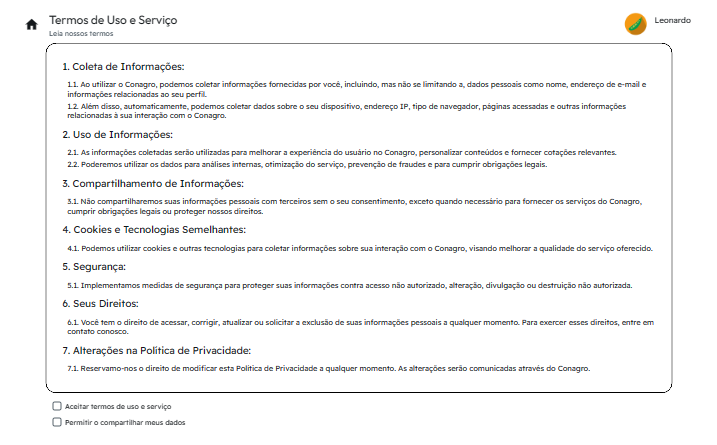 Termos de Uso e Serviço
Leia nossos termos
Leonardo
1. Coleta de Informações:
1.1. Ao utilizar o Conagro, podemos coletar informações fornecidas por você, incluindo, mas não se limitando a, dados pessoais como nome, endereço de e-mail e
informações relacionadas ao seu perfil.
1.2. Além disso, automaticamente, podemos coletar dados sobre o seu dispositivo, endereço IP, tipo de navegador, páginas acessadas e outras informações
relacionadas à sua interação com o Conagro.
2. Uso de Informações:
2.1. As informações coletadas serão utilizadas para melhorar a experiência do usuário no Conagro, personalizar conteúdos e fornecer cotações relevantes.
2.2. Poderemos utilizar os dados para análises internas, otimização do serviço, prevenção de fraudes e para cumprir obrigações legais.
3. Compartilhamento de Informações:
3.1. Não compartilharemos suas informações pessoais com terceiros sem o seu consentimento, exceto quando necessário para fornecer os serviços do Conagro,
cumprir obrigações legais ou proteger nossos direitos.
4. Cookies e Tecnologias Semelhantes:
4.1. Podemos utilizar cookies e outras tecnologias para coletar informações sobre sua interação com o Conagro, visando melhorar a qualidade do serviço oferecido.
5. Segurança:
5.1. Implementamos medidas de segurança para proteger suas informações contra acesso não autorizado, alteração, divulgação ou destruição não autorizada.
6. Seus Direitos:
6.1. Você tem o direito de acessar, corrigir, atualizar ou solicitar a exclusão de suas informações pessoais a qualquer momento. Para exercer esses direitos, entre em
contato conosco.
7. Alterações na Política de Privacidade:
7.1. Reservamo-nos o direito de modificar esta Política de Privacidade a qualquer momento. As alterações serão comunicadas através do Conagro.
Aceitar termos de uso e serviço
Permitir o compartilhar meus dados